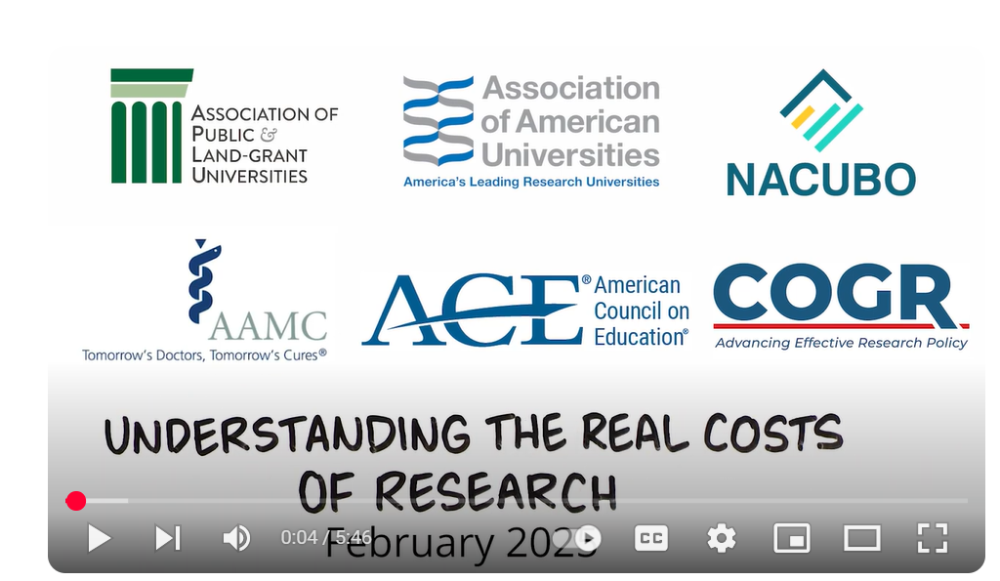 ASSOCIATION OF
PUBLIC & 
LAND-GRANT
UNIVERSITIES
Association
of American
Universities
America's Leading Research Universities
NACUBO
AAMC
Tomorrow's Doctors, Tomorrow's Cures®
ACE®
American
Council on
Education®
COGR
Advancing Effective Research Policy
UNDERSTANDING THE REAL COSTS
OF RESEARCH
0:04 / 5:46
February 2025
CC